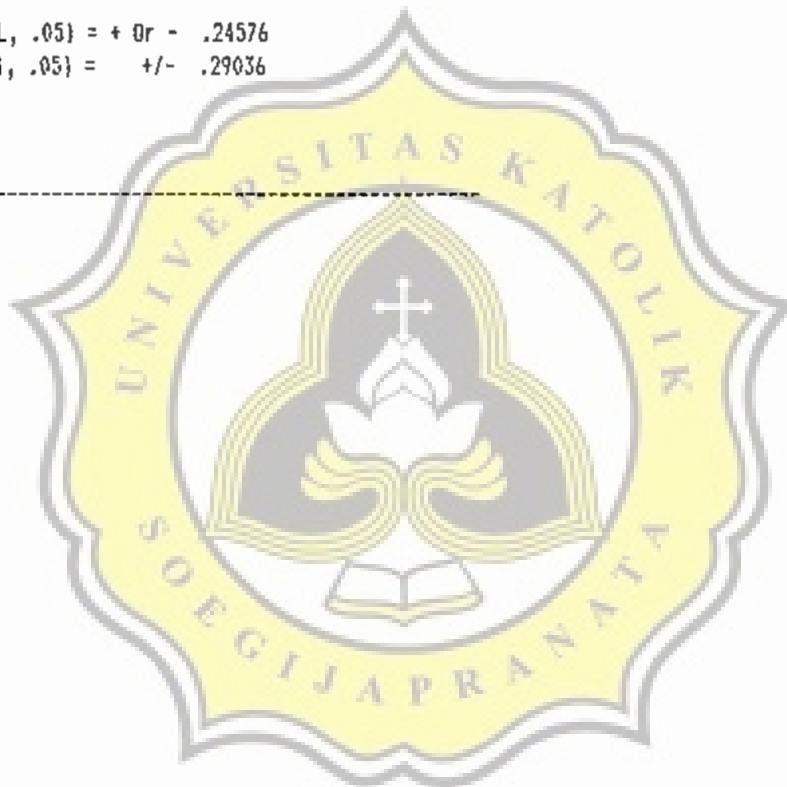 L, .05) = + Or - .24576
, .05) = +/- .29036
UNIVERSITAS KATOLIK
SOEGIJAPRANATA